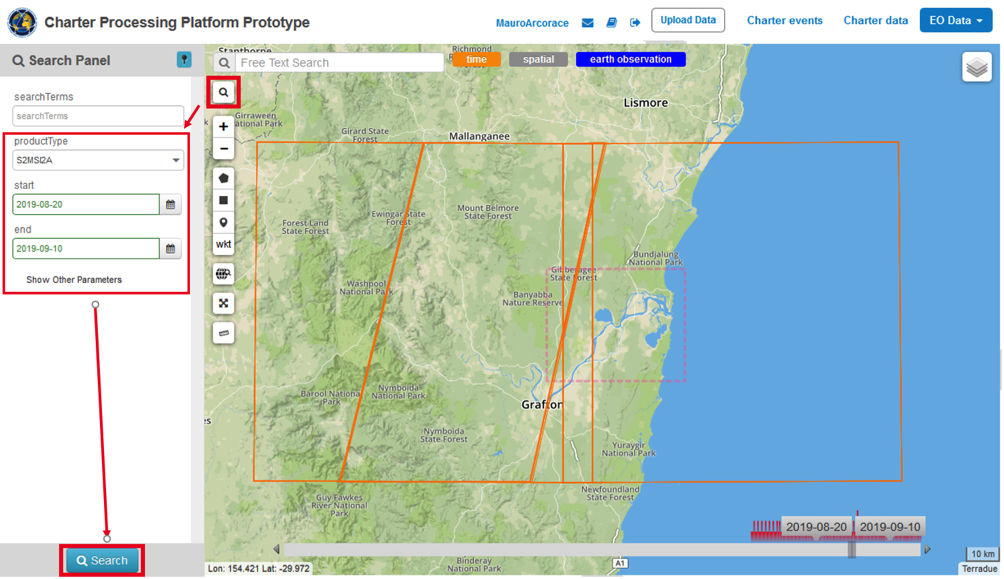 Charter Processing Platform Prototype
MauroArcorace
Upload Data
Charter events
Charter data
EO Data
Search Panel
searchTerms
searchTerms
productType
S2MSI2A
start
2019-08-20
end
2019-09-10
Show Other Parameters
Search
Free Text Search
time
spatial
earth observation
wkt
Stanthorpe
Richmond
Lismore
Girraween
National Park
Girard State
Forest
Mallanganee
Forest Land
State Forest
Ewingar State
Forest
Mount Belmore
State Forest
Bundjalung
National Park
Gibberagee
State Forest
Washpool
National Park
Banyabba
Nature Reserve
Barool National
Park
Nymboida
National Park
Grafton
Nymboida
State Forest
Yuraygir
National Park
Guy Fawkes
River National
Park
Newfoundland
State Forest
2019-08-20
2019-09-10
A1
Bindarray
National Park
Lon: 154.421 Lat: -29.972
10 km
Terradue